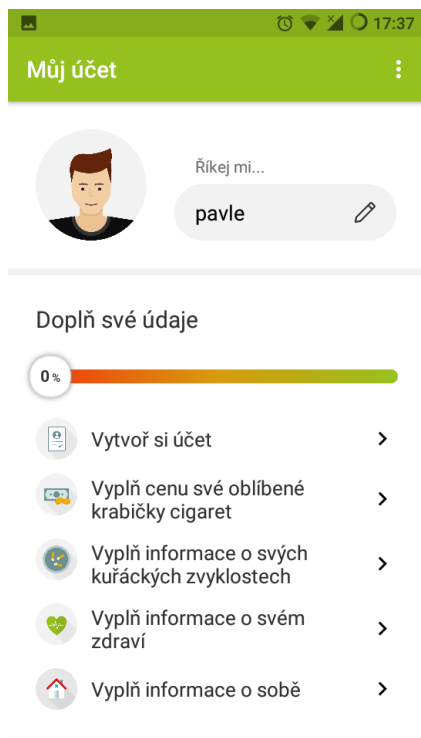 17:37
Můj účet
Říkej mi...
pavle
Doplň své údaje
0 %
Vytvoř si účet
Vyplň cenu své oblíbené
krabičky cigaret
Vyplň informace o svých
kuřáckých zvyklostech
Vyplň informace o svém
zdraví
Vyplň informace o sobě